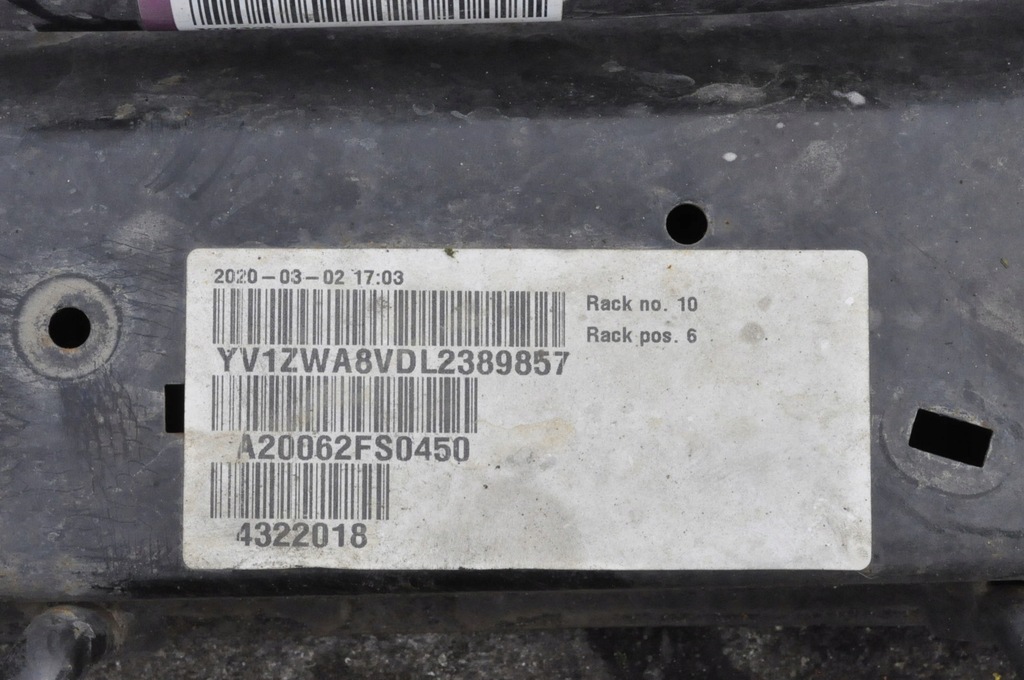 2020-03-02 17:03
Rack no. 10
Rack pos. 6
YV1ZWA8VDL2389857
A20062FS0450
4322018